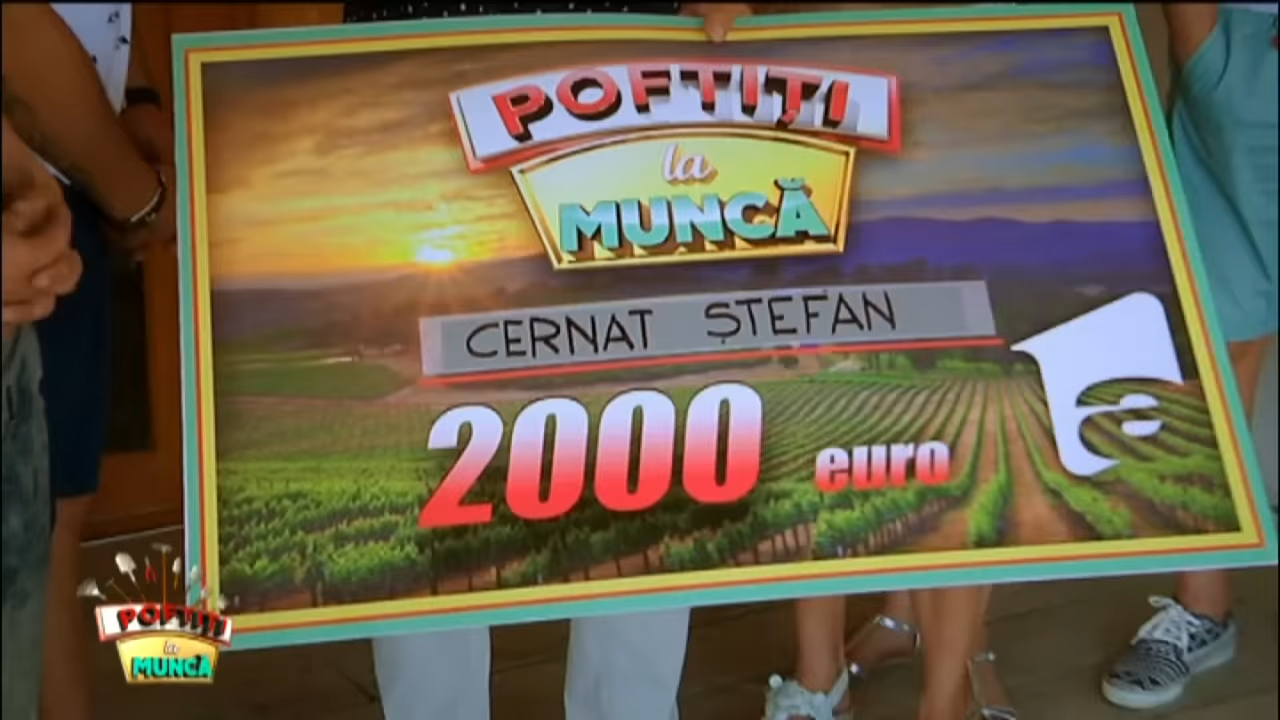 POFTIȚI
la
MUNCĂ
CERNAT ȘTEFAN
2000 euro
a
POFTIȚI
la
MUNCĂ